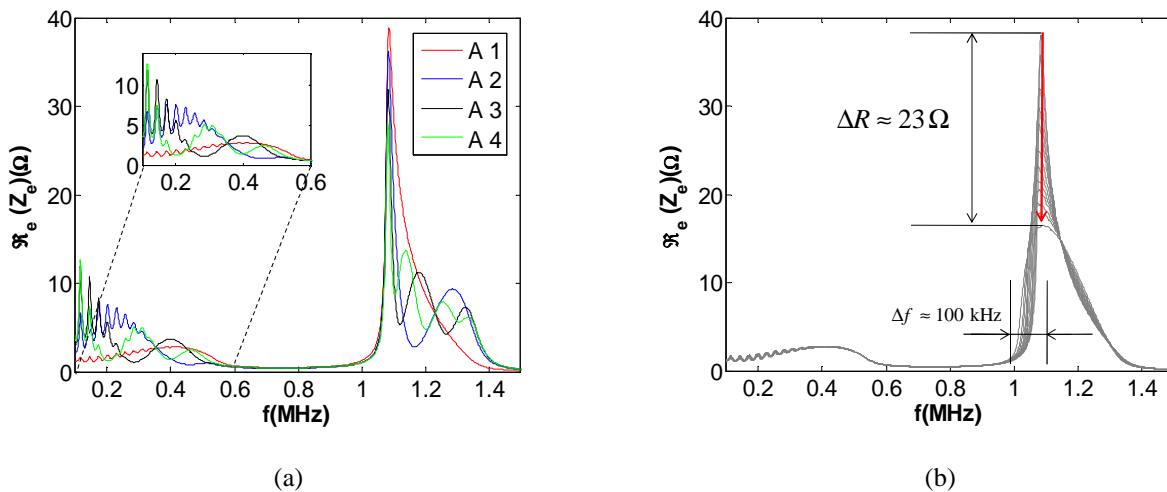 40
30
20
10
0
ℜe (Ze)(Ω)
0.2 0.4 0.6 0.8 1 1.2 1.4
f(MHz)
10
5
0
0.2 0.4 0.6
A 1
A 2
A 3
A 4
(a)
40
30
20
10
0
ℜe (Ze)(Ω)
0.2 0.4 0.6 0.8 1 1.2 1.4
f(MHz)
ΔR ≈ 23 Ω
Δf ≈ 100 kHz
(b)